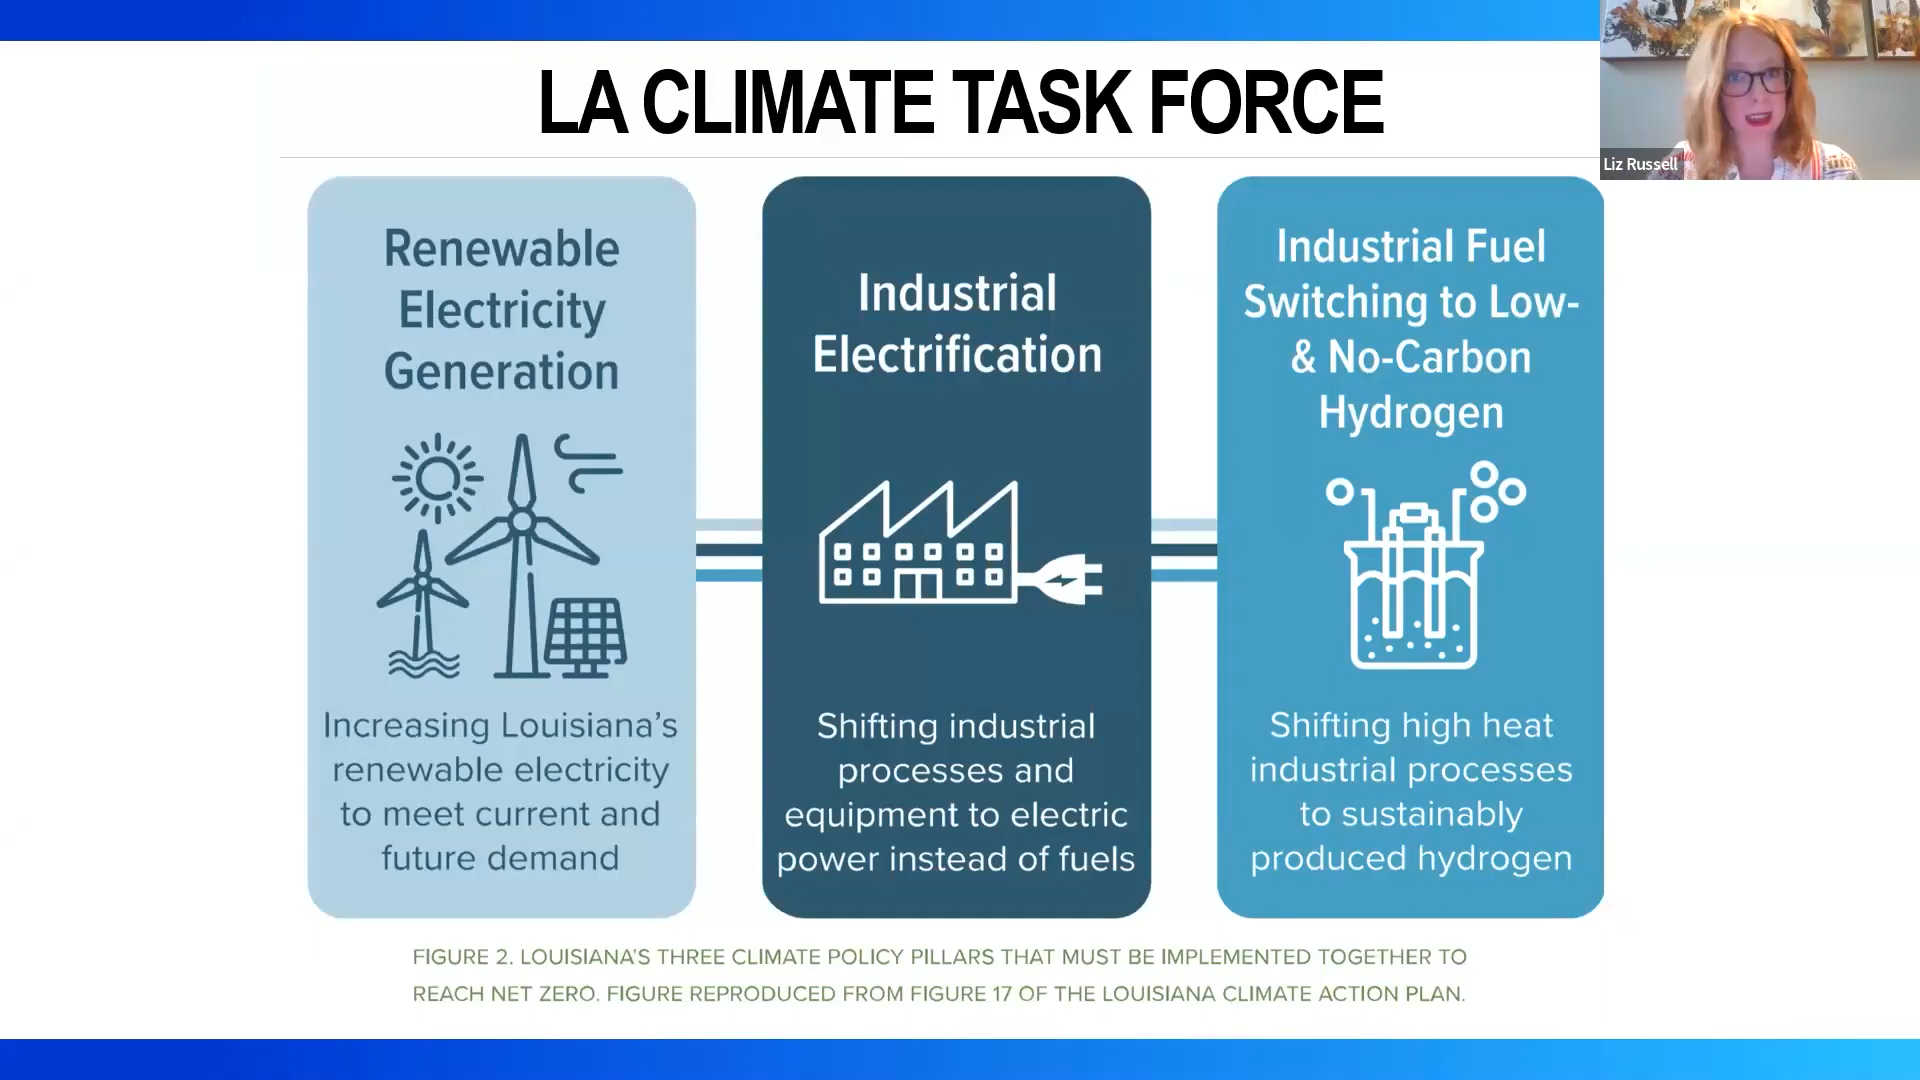 LA CLIMATE TASK FORCE
Liz Russell
Renewable
Electricity
Generation
Increasing Louisiana’s
renewable electricity
to meet current and
future demand
Industrial
Electrification
Shifting industrial
processes and
equipment to electric
power instead of fuels
Industrial Fuel
Switching to Low-
& No-Carbon
Hydrogen
Shifting high heat
industrial processes
to sustainably
produced hydrogen
FIGURE 2. LOUISIANA’S THREE CLIMATE POLICY PILLARS THAT MUST BE IMPLEMENTED TOGETHER TO
REACH NET ZERO. FIGURE REPRODUCED FROM FIGURE 17 OF THE LOUISIANA CLIMATE ACTION PLAN.